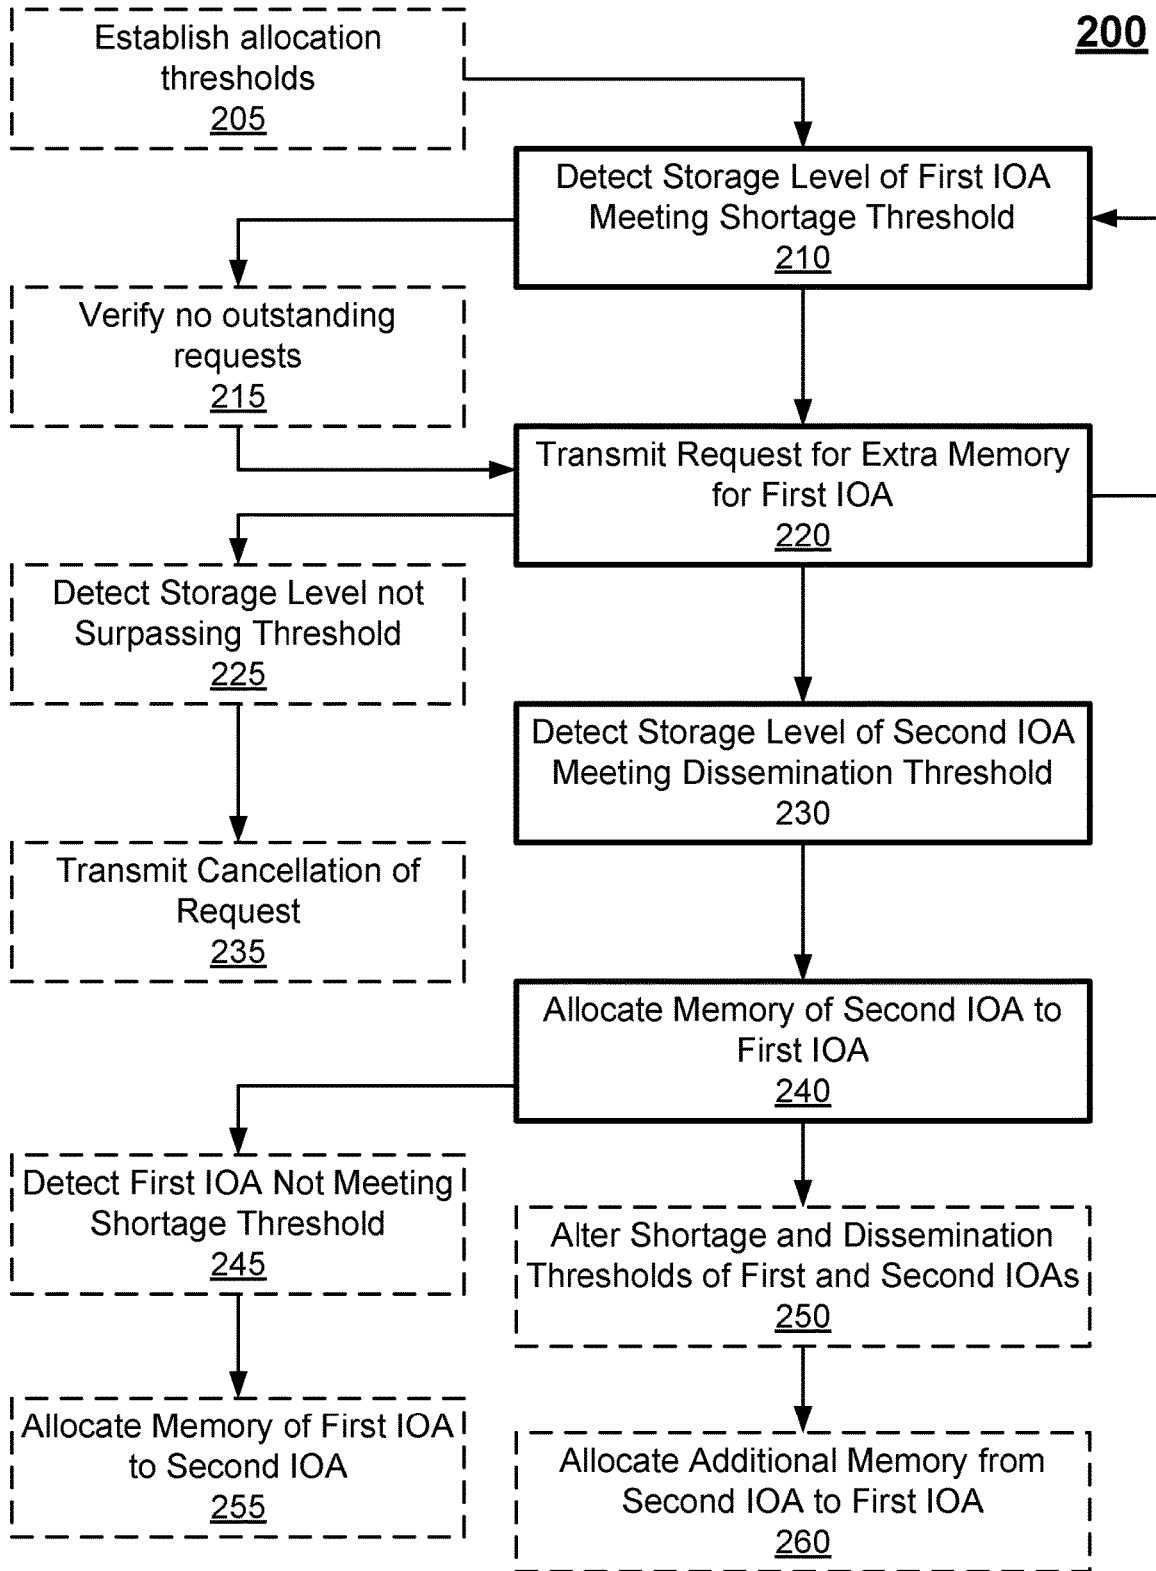 200
Establish allocation
thresholds
205
Detect Storage Level of First IOA
Meeting Shortage Threshold
210
Verify no outstanding
requests
215
Transmit Request for Extra Memory
for First IOA
220
Detect Storage Level not
Surpassing Threshold
225
Detect Storage Level of Second IOA
Meeting Dissemination Threshold
230
Transmit Cancellation of
Request
235
Allocate Memory of Second IOA to
First IOA
240
Detect First IOA Not Meeting
Shortage Threshold
245
Alter Shortage and Dissemination
Thresholds of First and Second IOAs
250
Allocate Memory of First IOA
to Second IOA
255
Allocate Additional Memory from
Second IOA to First IOA
260